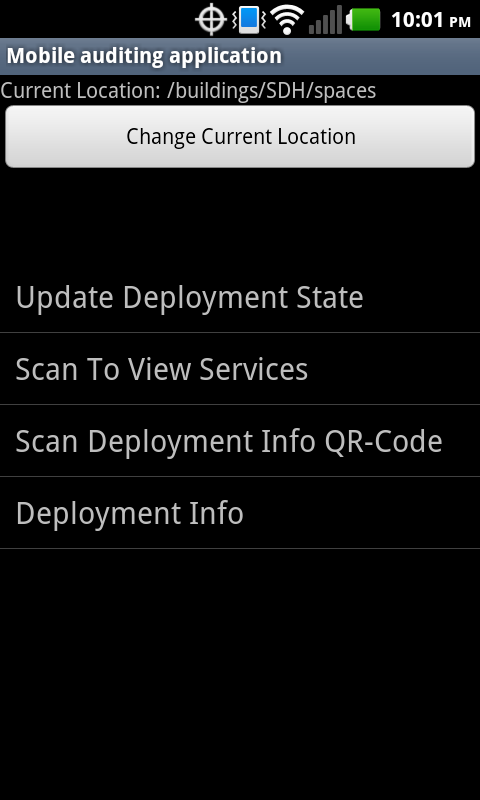 10:01 PM
Mobile auditing application
Current Location: /buildings/SDH/spaces
Change Current Location
Update Deployment State
Scan To View Services
Scan Deployment Info QR-Code
Deployment Info